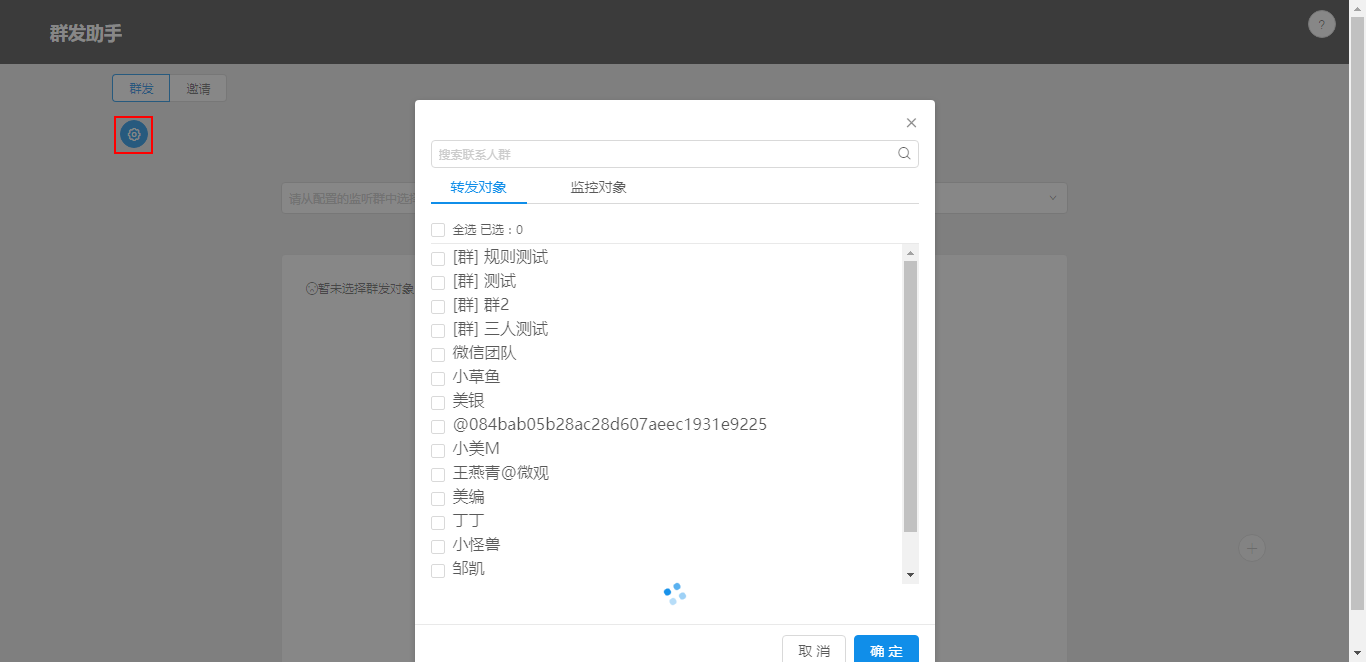 群发助手
?
群发 邀请
搜索联系人群
转发对象 监控对象
请从配置的监听群中选
全选 已选：0
[群] 规则测试
[群] 测试
暂未选择群发对象
[群] 群2
[群] 三人测试
微信团队
小草鱼
美银
@084bab05b28ac28d607aeec1931e9225
小美M
王燕青@微观
美编
丁丁
小怪兽
邹凯
取 消 确 定